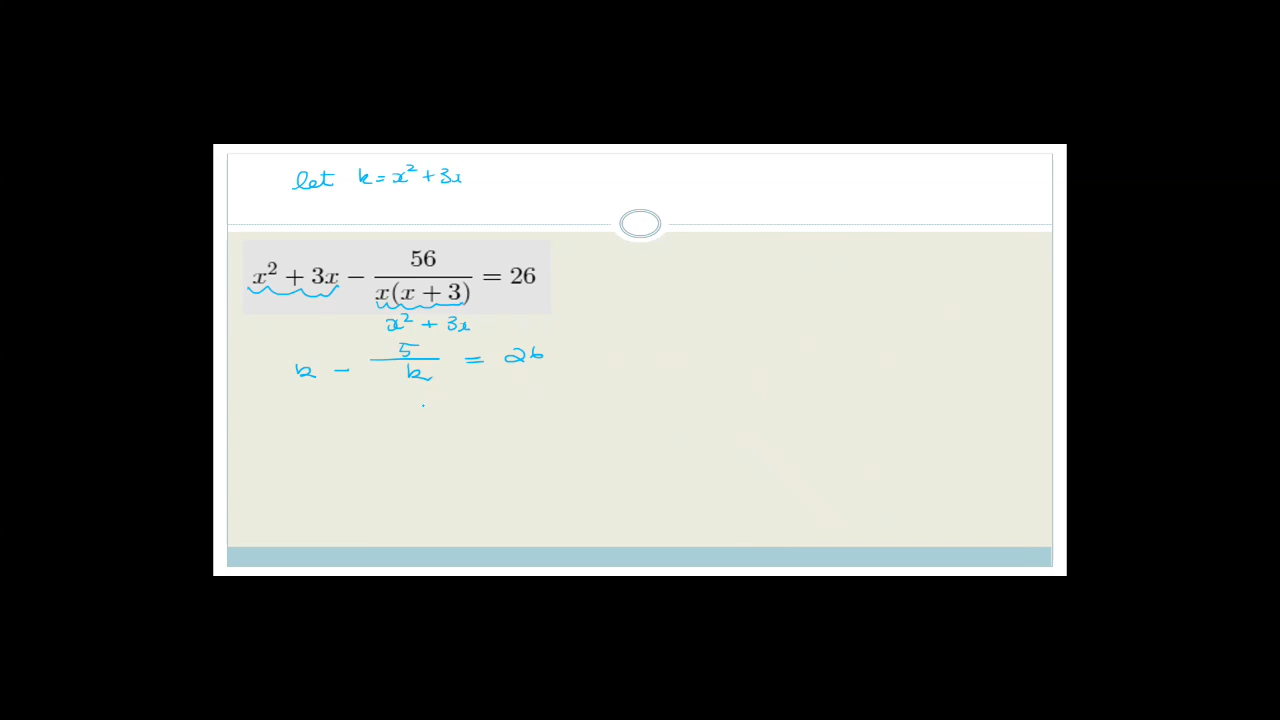 let k = x² + 3x
x² + 3x − 56/x(x + 3) = 26
x² + 3x
k − 5/k = 26